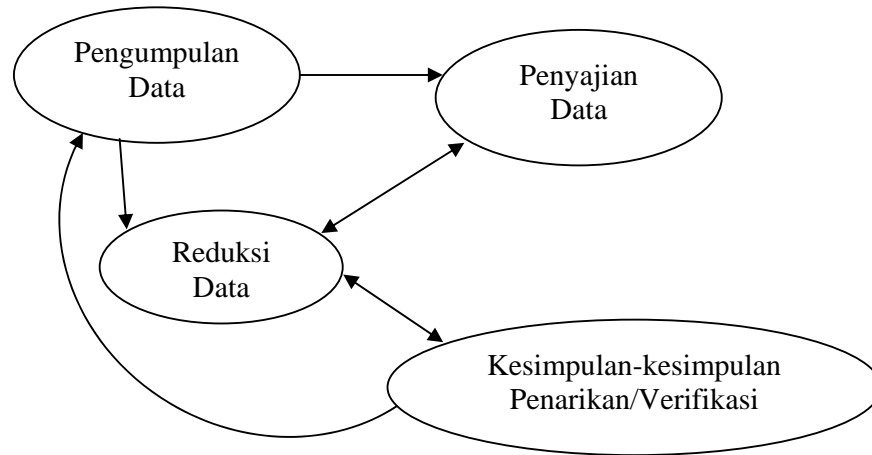 Pengumpulan
Data
Penyajian
Data
Reduksi
Data
Kesimpulan-kesimpulan
Penarikan/Verifikasi